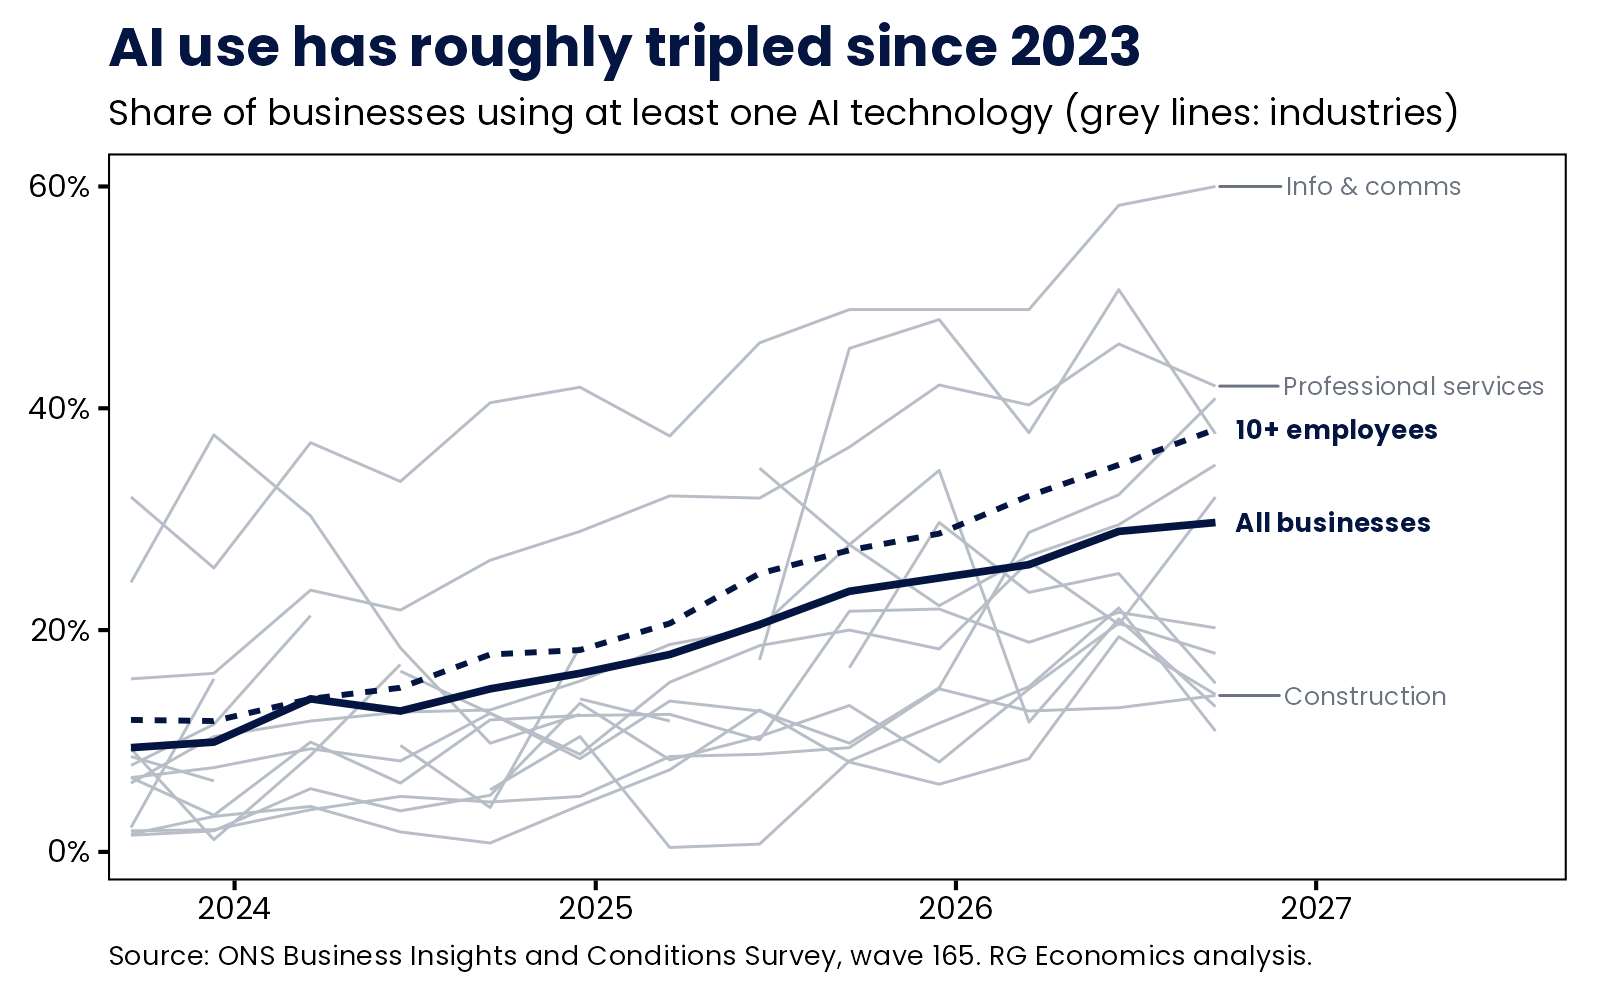 AI use has roughly tripled since 2023
Share of businesses using at least one AI technology (grey lines: industries)
60%
Info & comms
40%
Professional services
10+ employees
All businesses
20%
Construction
0%
2024 2025 2026 2027
Source: ONS Business Insights and Conditions Survey, wave 165. RG Economics analysis.